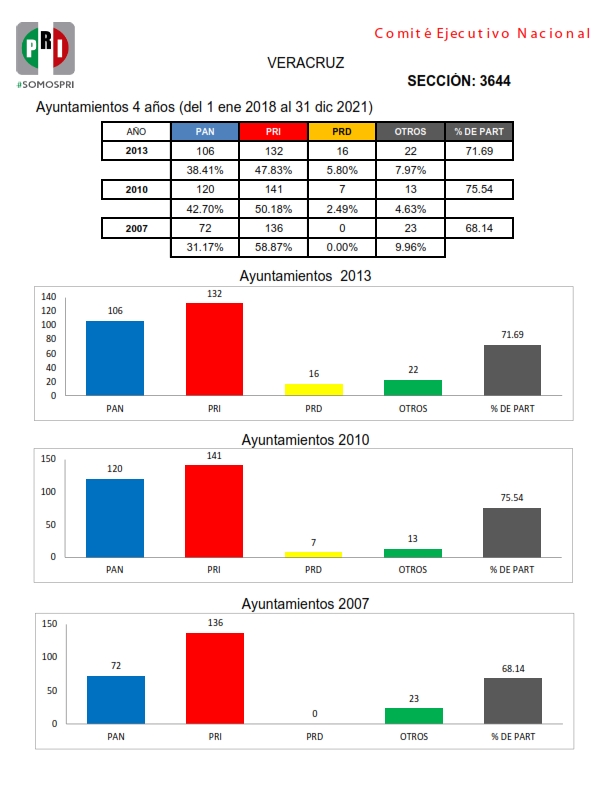 Comité Ejecutivo Nacional
PRI
#SOMOSPRI
VERACRUZ
SECCIÓN: 3644
Ayuntamientos 4 años (del 1 ene 2018 al 31 dic 2021)
AÑO PAN PRI PRD OTROS % DE PART
2013 106 132 16 22 71.69
38.41% 47.83% 5.80% 7.97%
2010 120 141 7 13 75.54
42.70% 50.18% 2.49% 4.63%
2007 72 136 0 23 68.14
31.17% 58.87% 0.00% 9.96%
Ayuntamientos 2013
140
120
100
80
60
40
20
0
106
132
16
22
71.69
PAN PRI PRD OTROS % DE PART
Ayuntamientos 2010
150
100
50
0
120
141
7
13
75.54
PAN PRI PRD OTROS % DE PART
Ayuntamientos 2007
150
100
50
0
72
136
0
23
68.14
PAN PRI PRD OTROS % DE PART